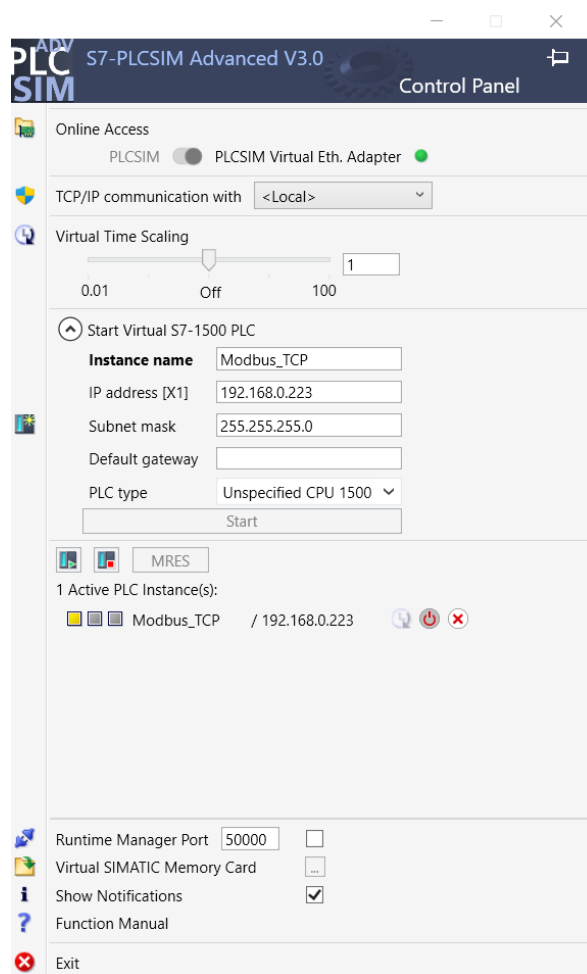 PLC
ADV
SIM
S7-PLCSIM Advanced V3.0
Control Panel
Online Access
PLCSIM PLCSIM Virtual Eth. Adapter
TCP/IP communication with <Local>
Virtual Time Scaling
1
0.01 Off 100
Start Virtual S7-1500 PLC
Instance name Modbus_TCP
IP address [X1] 192.168.0.223
Subnet mask 255.255.255.0
Default gateway
PLC type Unspecified CPU 1500
Start
MRES
1 Active PLC Instance(s):
Modbus_TCP / 192.168.0.223
Runtime Manager Port 50000
Virtual SIMATIC Memory Card ...
Show Notifications
Function Manual
Exit